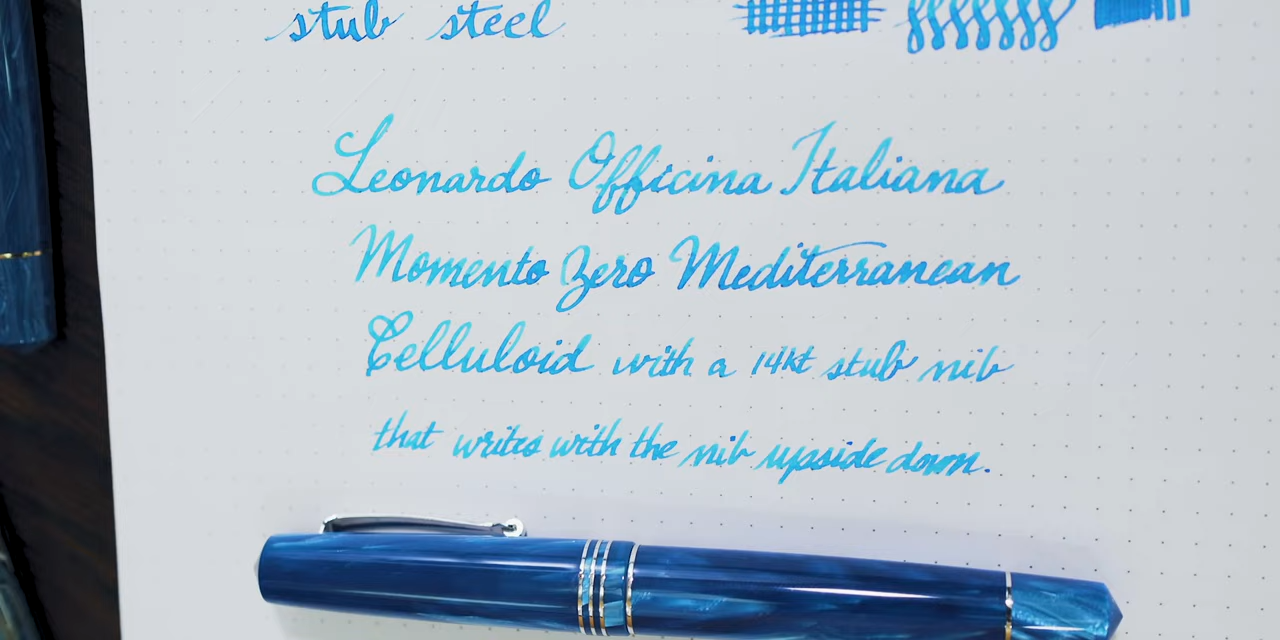 stub steel
Leonardo Officina Italiana
Momento Zero Mediterranean
Celluloid with a 14kt stub nib
that writes with the nib upside down.